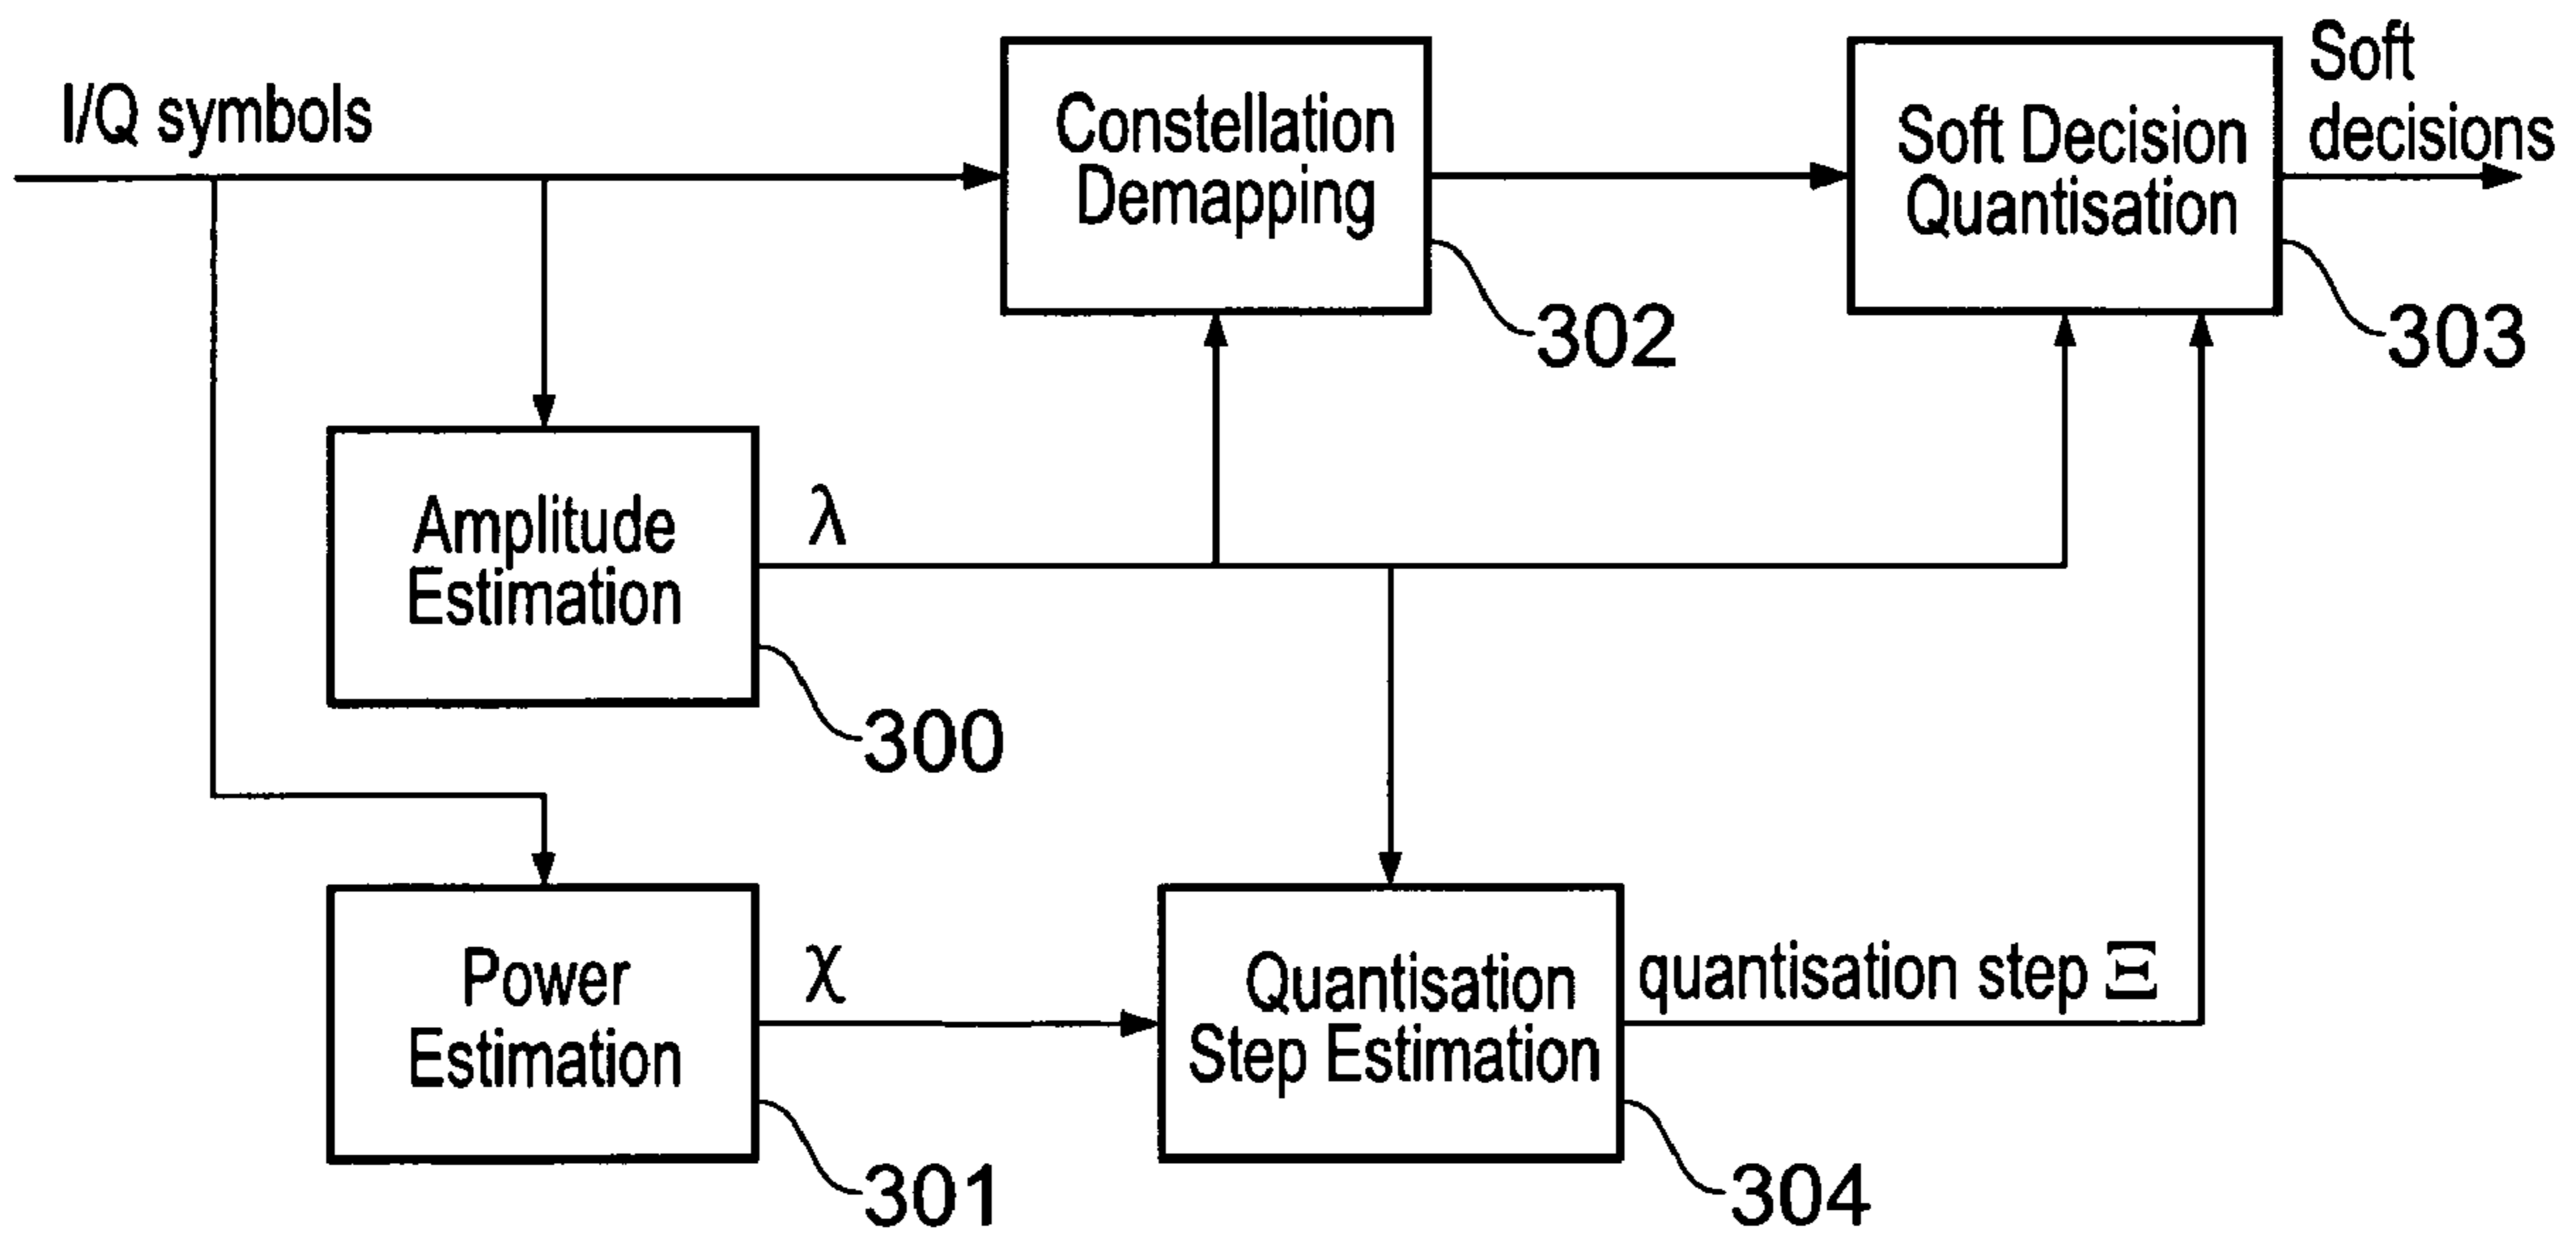 I/Q symbols
Constellation
Demapping
302
Soft Decision
Quantisation
303
Soft
decisions
Amplitude
Estimation
300
λ
Power
Estimation
301
χ
Quantisation
Step Estimation
304
quantisation step Ξ